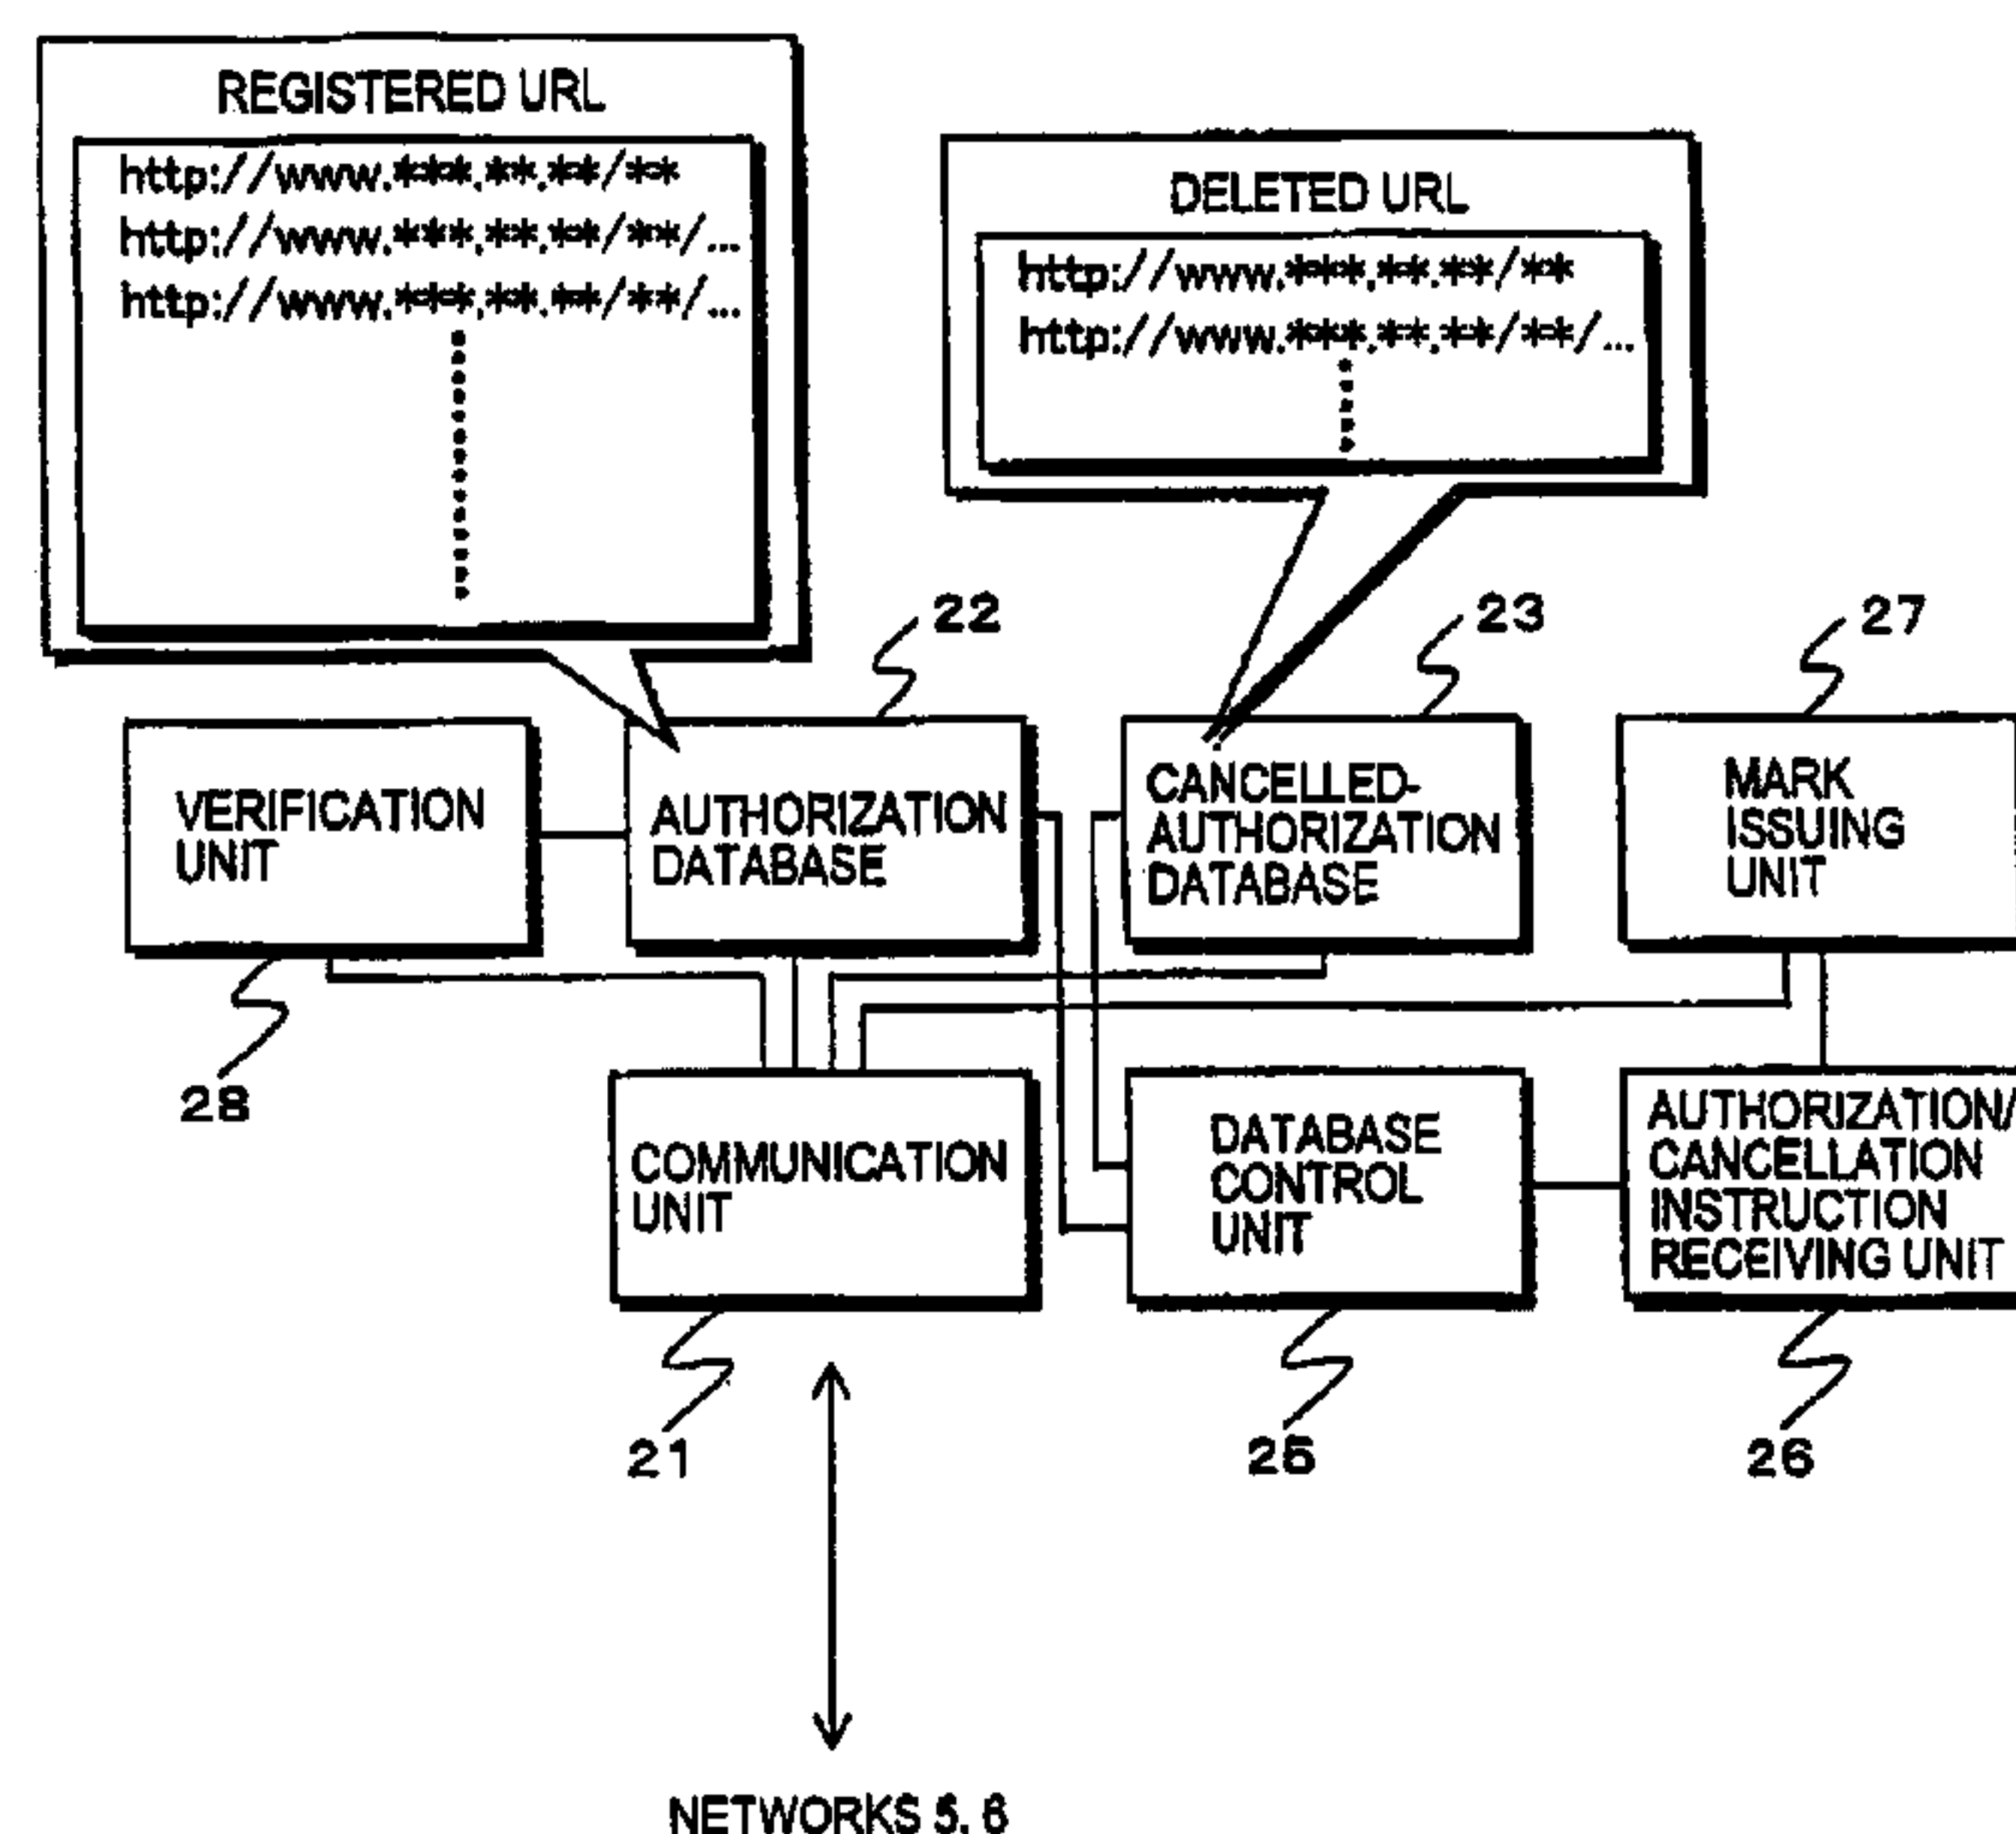 REGISTERED URL
http://www.***.**.**/**
http://www.***.**.**/**/...
http://www.***.**.**/**/...
DELETED URL
http://www.***.**.**/**
http://www.***.**.**/**/...
22
23
27
VERIFICATION
UNIT
AUTHORIZATION
DATABASE
CANCELLED-
AUTHORIZATION
DATABASE
MARK
ISSUING
UNIT
28
COMMUNICATION
UNIT
DATABASE
CONTROL
UNIT
AUTHORIZATION/
CANCELLATION
INSTRUCTION
RECEIVING UNIT
21
25
26
NETWORKS 5, 6